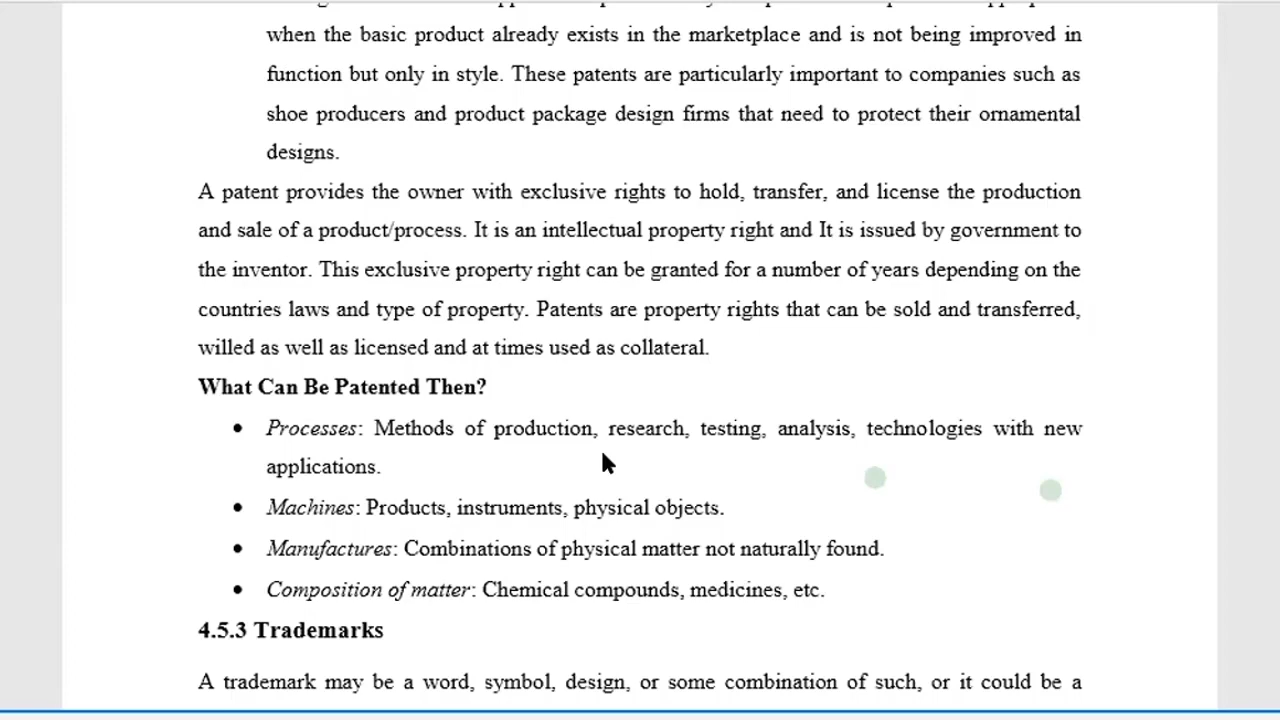 when the basic product already exists in the marketplace and is not being improved in
function but only in style. These patents are particularly important to companies such as
shoe producers and product package design firms that need to protect their ornamental
designs.
A patent provides the owner with exclusive rights to hold, transfer, and license the production
and sale of a product/process. It is an intellectual property right and It is issued by government to
the inventor. This exclusive property right can be granted for a number of years depending on the
countries laws and type of property. Patents are property rights that can be sold and transferred,
willed as well as licensed and at times used as collateral.
What Can Be Patented Then?
• Processes: Methods of production, research, testing, analysis, technologies with new
applications.
• Machines: Products, instruments, physical objects.
• Manufactures: Combinations of physical matter not naturally found.
• Composition of matter: Chemical compounds, medicines, etc.
4.5.3 Trademarks
A trademark may be a word, symbol, design, or some combination of such, or it could be a